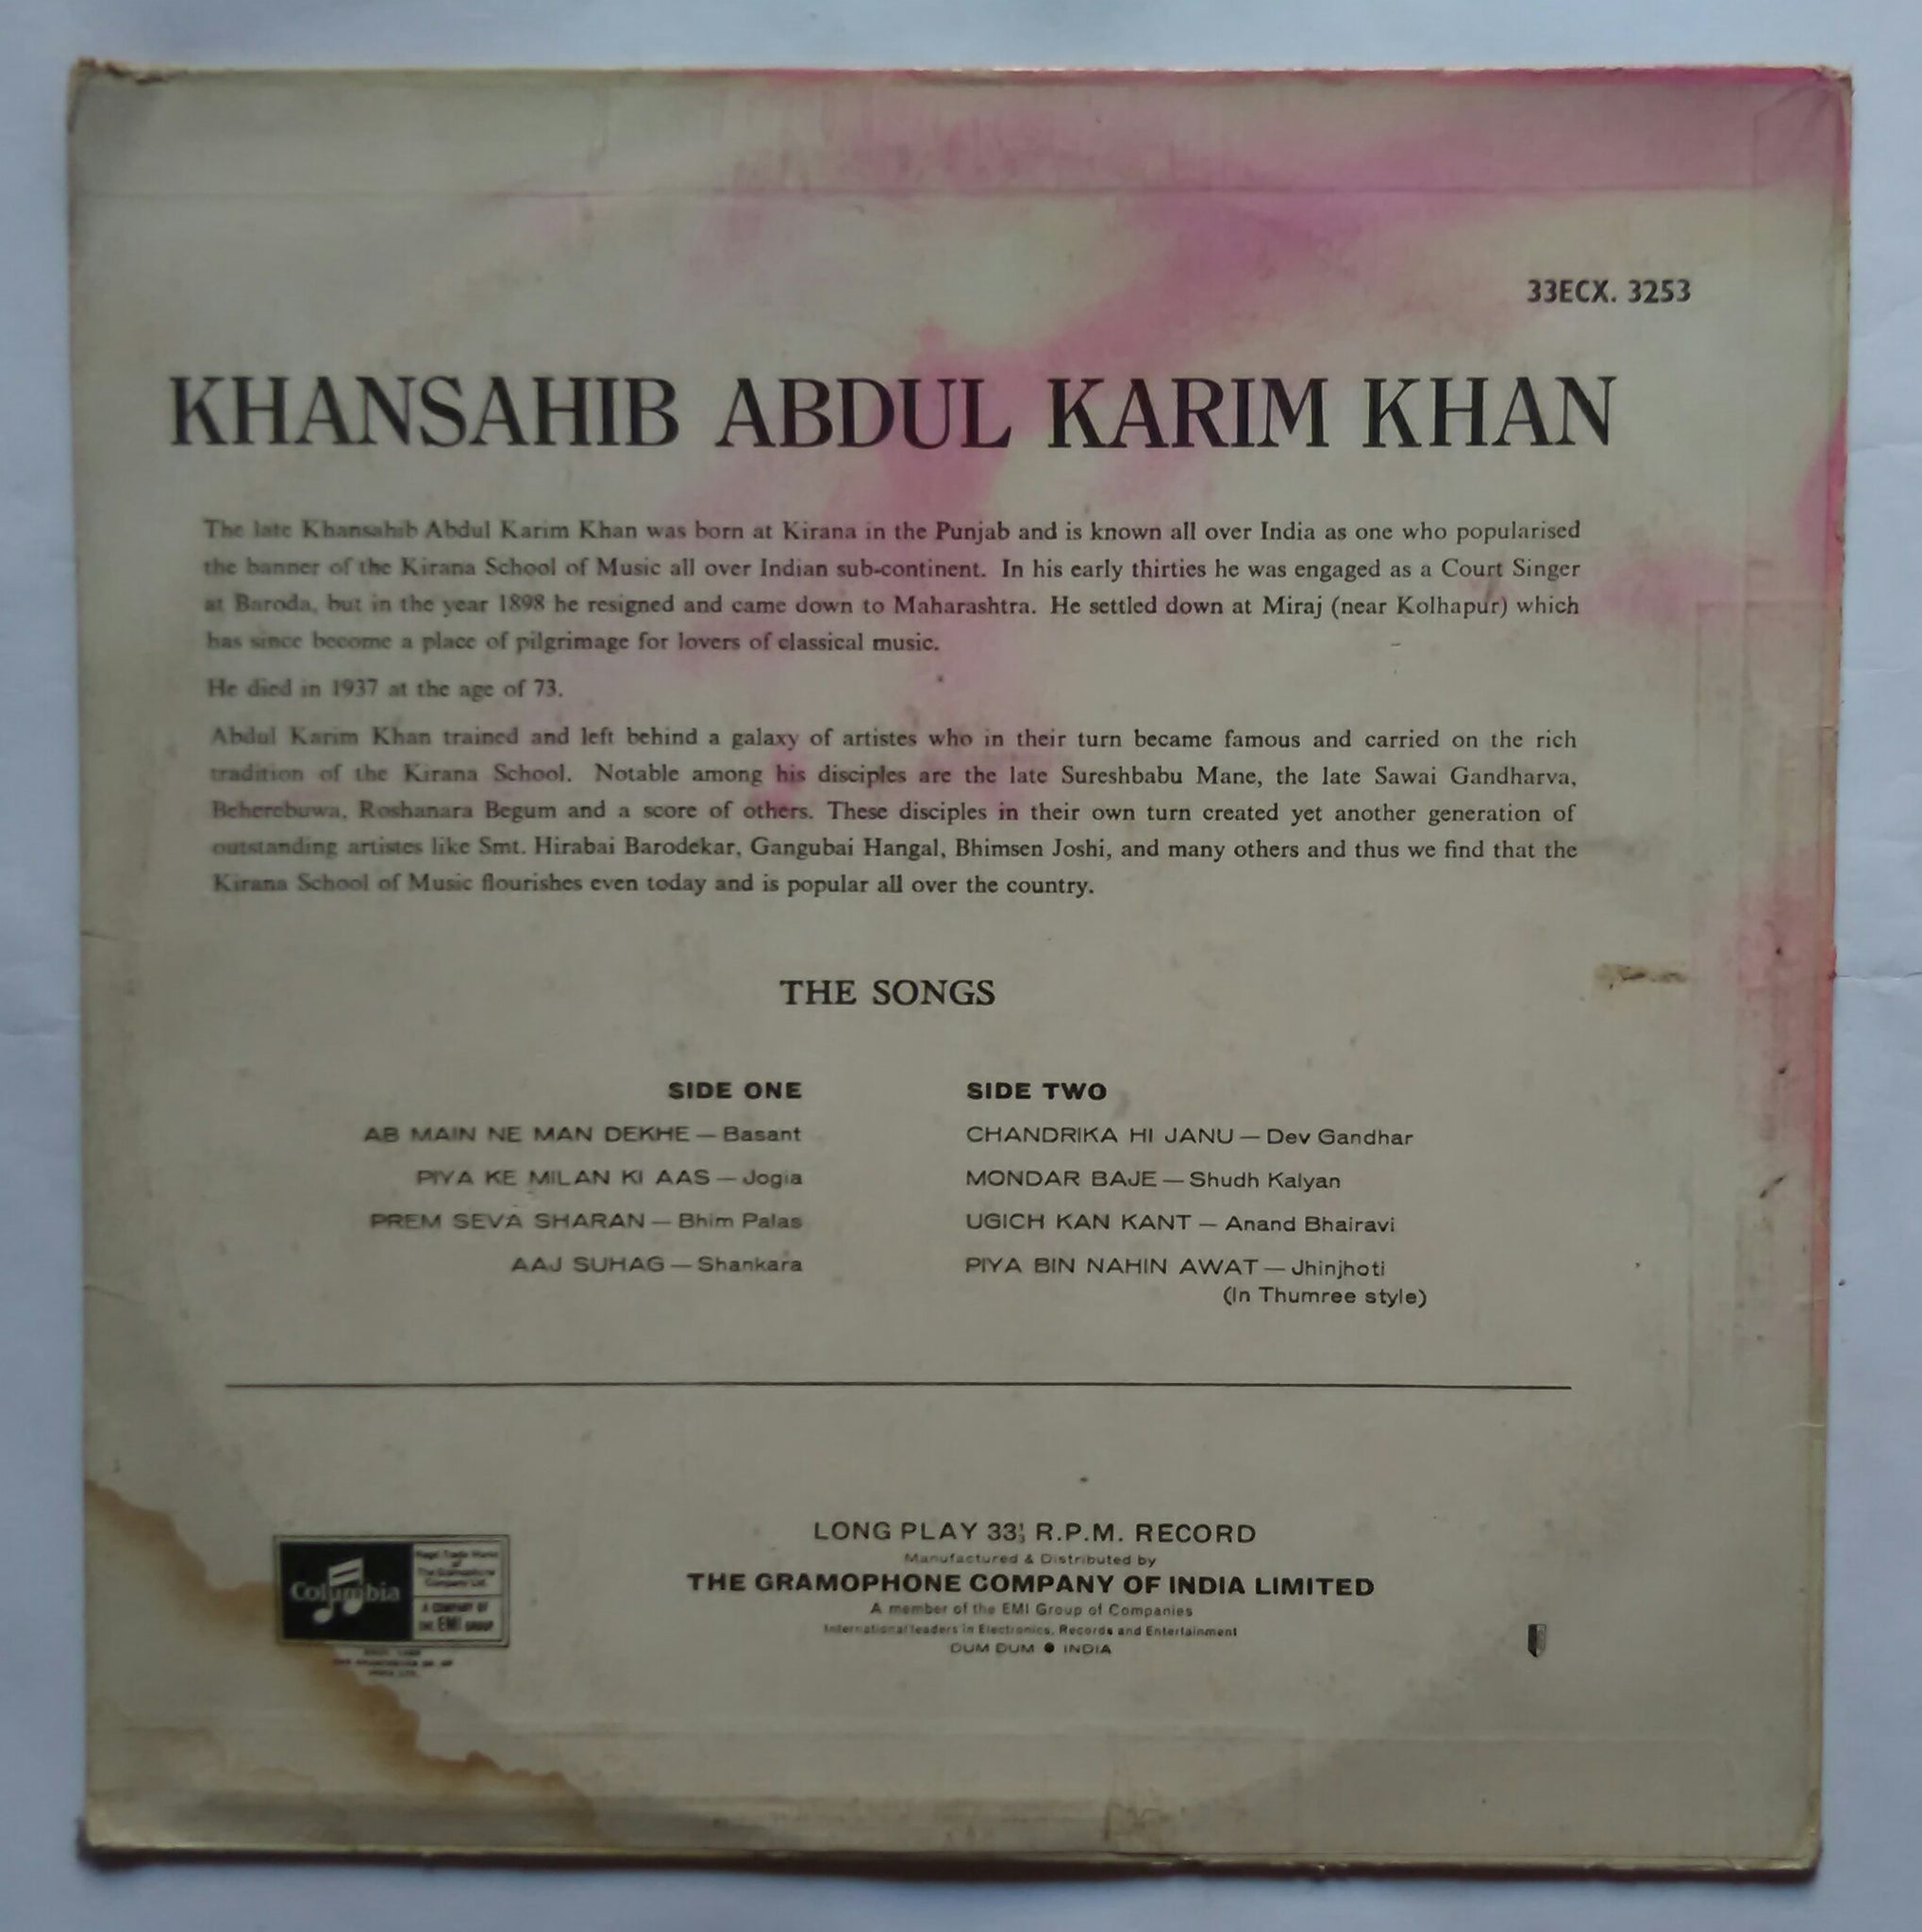 33ECX. 3253
KHANSAHIB ABDUL KARIM KHAN
The late Khansahib Abdul Karim Khan was born at Kirana in the Punjab and is known all over India as one who popularised
the banner of the Kirana School of Music all over Indian sub-continent. In his early thirties he was engaged as a Court Singer
at Baroda, but in the year 1898 he resigned and came down to Maharashtra. He settled down at Miraj (near Kolhapur) which
has since become a place of pilgrimage for lovers of classical music.
He died in 1937 at the age of 73.
Abdul Karim Khan trained and left behind a galaxy of artistes who in their turn became famous and carried on the rich
tradition of the Kirana School. Notable among his disciples are the late Sureshbabu Mane, the late Sawai Gandharva,
Beherebuwa, Roshanara Begum and a score of others. These disciples in their own turn created yet another generation of
outstanding artistes like Smt. Hirabai Barodekar, Gangubai Hangal, Bhimsen Joshi, and many others and thus we find that the
Kirana School of Music flourishes even today and is popular all over the country.
THE SONGS
SIDE ONE
AB MAIN NE MAN DEKHE — Basant
PIYA KE MILAN KI AAS — Jogia
PREM SEVA SHARAN — Bhim Palas
AAJ SUHAG — Shankara
SIDE TWO
CHANDRIKA HI JANU — Dev Gandhar
MONDAR BAJE — Shudh Kalyan
UGICH KAN KANT — Anand Bhairavi
PIYA BIN NAHIN AWAT — Jhinjhoti
(In Thumree style)
Columbia
Regd. Trade Marks
of
The Gramophone
Company Ltd.
A COMPANY OF
THE EMI GROUP
LONG PLAY 33⅓ R.P.M. RECORD
Manufactured & Distributed by
THE GRAMOPHONE COMPANY OF INDIA LIMITED
A member of the EMI Group of Companies
International leaders in Electronics, Records and Entertainment
DUM DUM ● INDIA